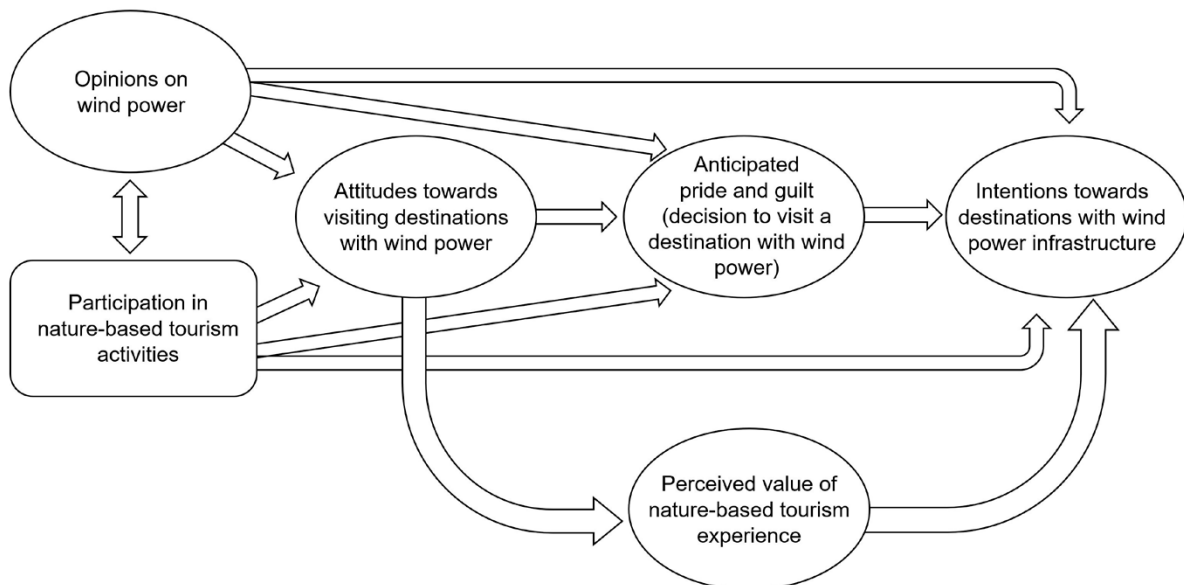 Opinions on
wind power
Attitudes towards
visiting destinations
with wind power
Anticipated
pride and guilt
(decision to visit a
destination with wind
power)
Intentions towards
destinations with wind
power infrastructure
Participation in
nature-based tourism
activities
Perceived value of
nature-based tourism
experience